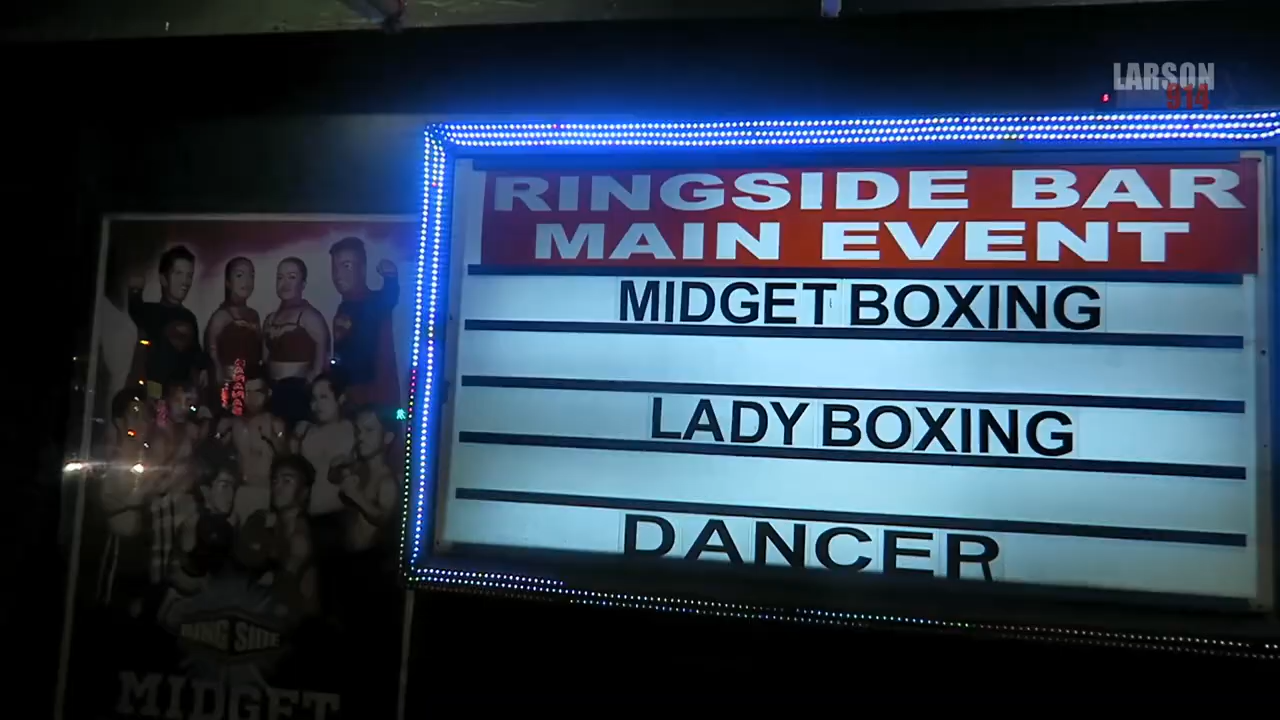 LARSON
914
RINGSIDE BAR
MAIN EVENT
MIDGET BOXING
LADY BOXING
DANCER
RING SIDE
MIDGET